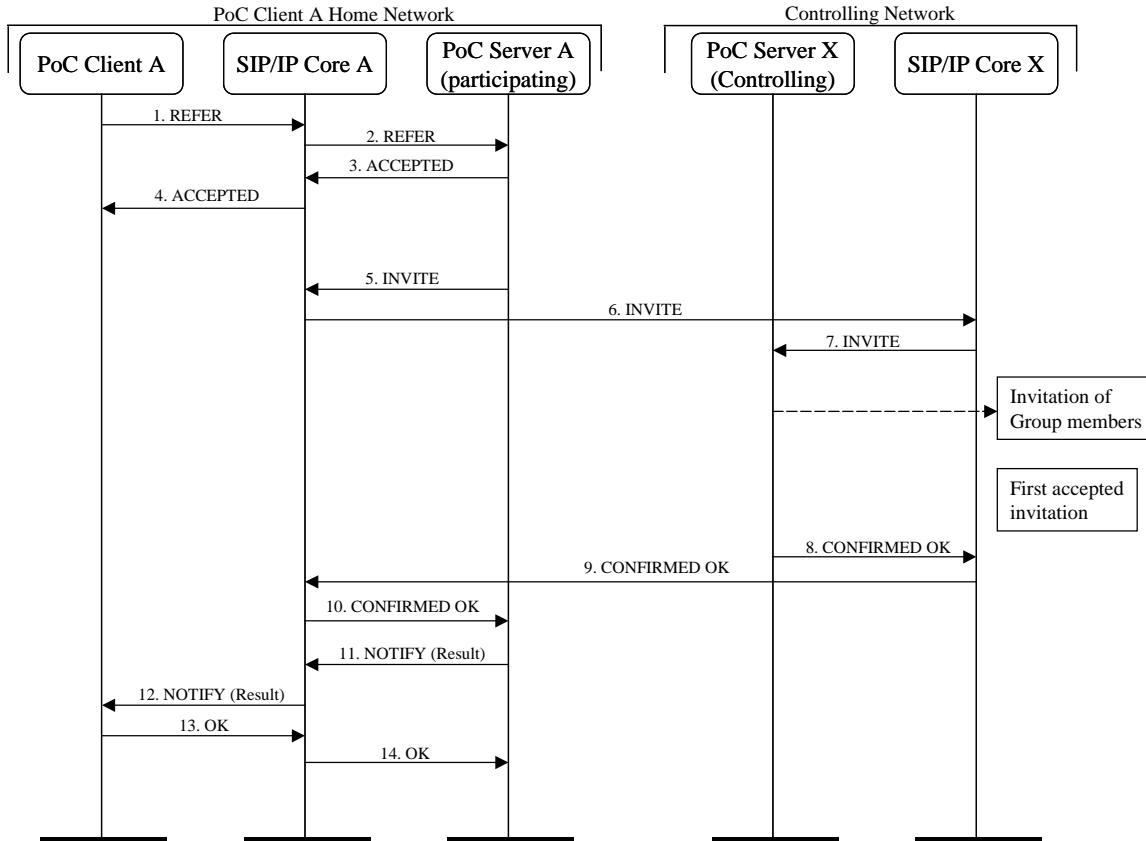 PoC Client A Home Network
Controlling Network
PoC Client A
SIP/IP Core A
PoC Server A
(participating)
PoC Server X
(Controlling)
SIP/IP Core X
1. REFER
2. REFER
3. ACCEPTED
4. ACCEPTED
5. INVITE
6. INVITE
7. INVITE
Invitation of
Group members
First accepted
invitation
8. CONFIRMED OK
9. CONFIRMED OK
10. CONFIRMED OK
11. NOTIFY (Result)
12. NOTIFY (Result)
13. OK
14. OK